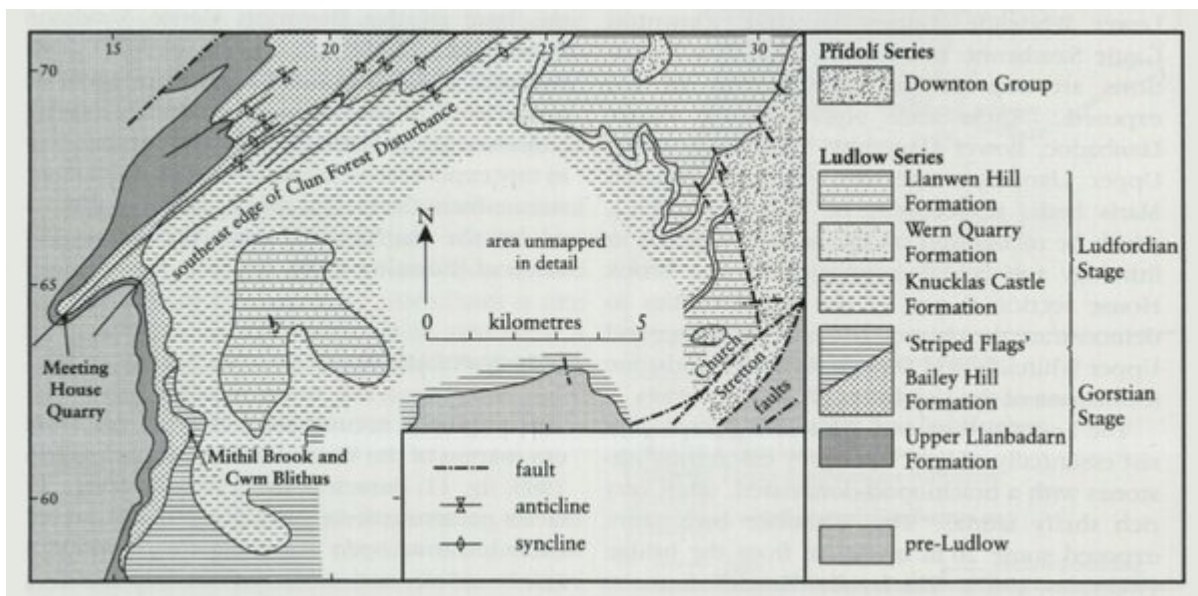 15
20
25
30
70
65
60
southeast edge of Clun Forest Disturbance
N
area unmapped
in detail
0
5
kilometres
Meeting
House
Quarry
Mithil Brook and
Cwm Blithus
Church
Stretton
faults
fault
anticline
syncline
Přídolí Series
Downton Group
Ludlow Series
Llanwen Hill
Formation
Wern Quarry
Formation
Knucklas Castle
Formation
Ludfordian
Stage
'Striped Flags'
Bailey Hill
Formation
Upper Llanbadarn
Formation
Gorstian
Stage
pre-Ludlow